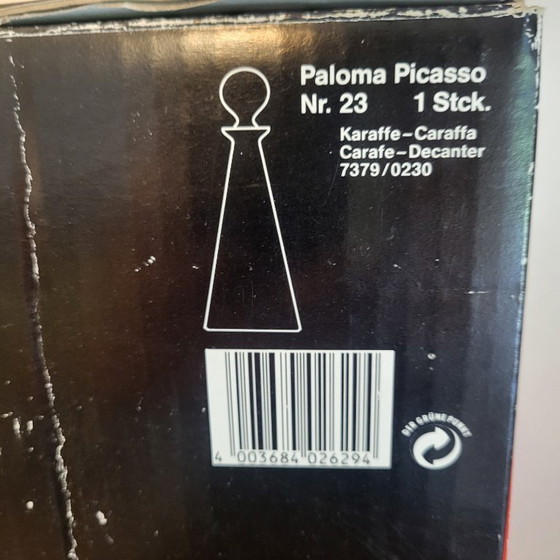 Paloma Picasso
Nr. 23 1 Stck.
Karaffe–Caraffa
Carafe–Decanter
7379/0230
4 003684 026294
DER GRÜNE PUNKT